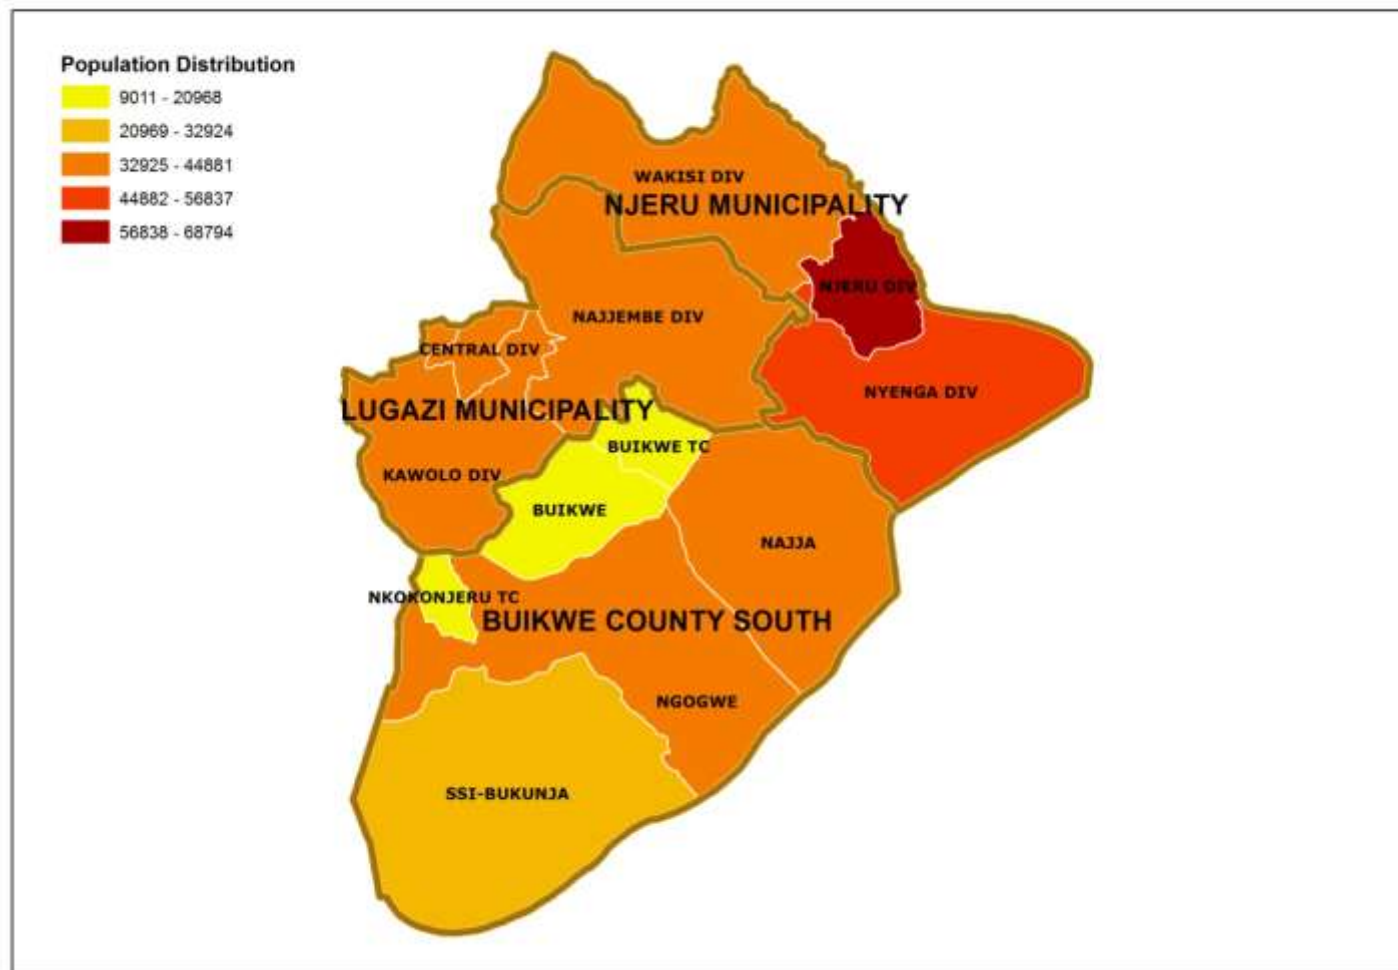 Population Distribution
9011 - 20968
20969 - 32924
32925 - 44881
44882 - 56837
56838 - 68794
WAKISI DIV
NJERU MUNICIPALITY
NJERU DIV
NAJJEMBE DIV
CENTRAL DIV
NYENGA DIV
LUGAZI MUNICIPALITY
BUIKWE TC
KAWOLO DIV
BUIKWE
NAJJA
NKOKONJERU TC
BUIKWE COUNTY SOUTH
NGOGWE
SSI-BUKUNJA